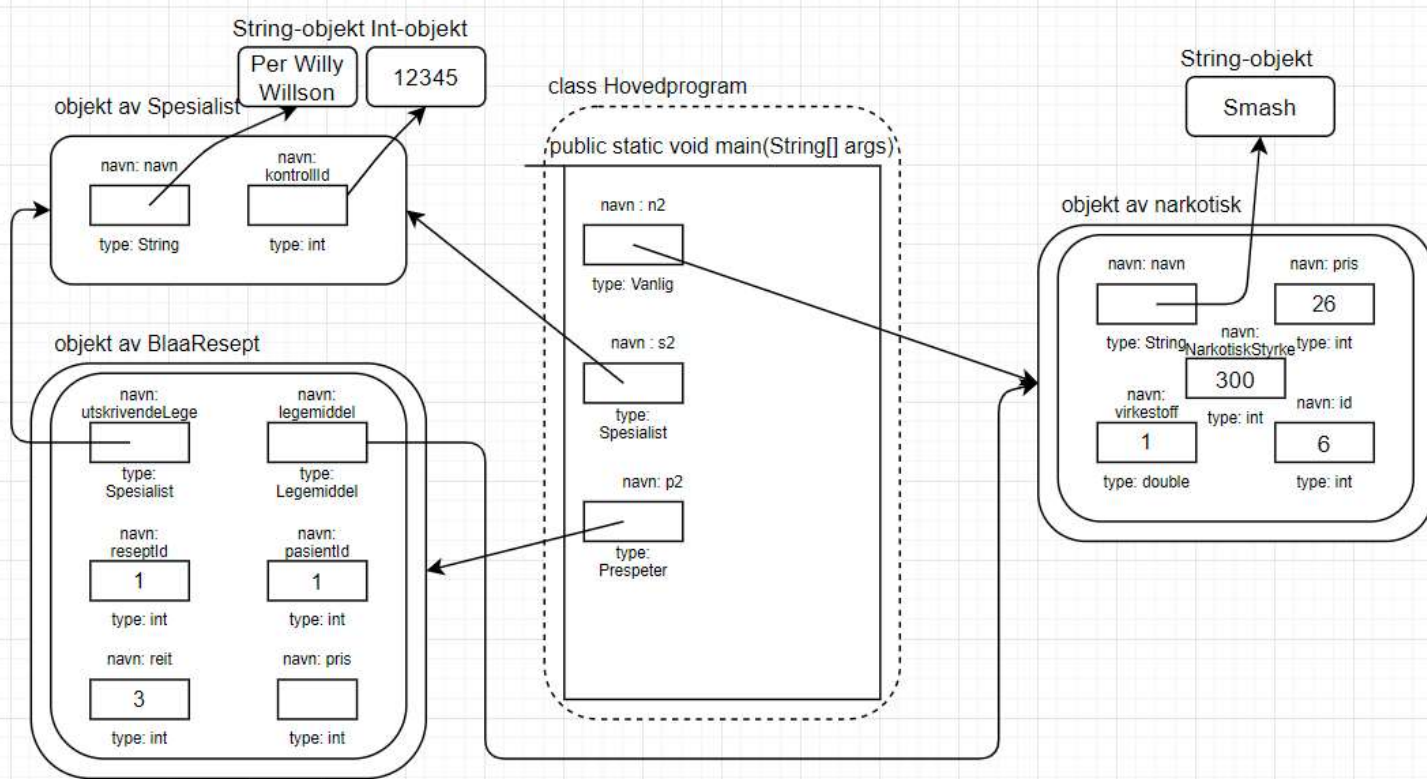 String-objekt
Per Willy
Willson
Int-objekt
12345
objekt av Spesialist
navn: navn
type: String
navn:
kontrollId
type: int
objekt av BlaaResept
navn:
utskrivendeLege
type:
Spesialist
navn:
legemiddel
type:
Legemiddel
navn:
reseptId
1
type: int
navn:
pasientId
1
type: int
navn: reit
3
type: int
navn: pris
type: int
class Hovedprogram
public static void main(String[] args)
navn : n2
type: Vanlig
navn : s2
type:
Spesialist
navn: p2
type:
Prespeter
String-objekt
Smash
objekt av narkotisk
navn: navn
type: String
navn: pris
26
type: int
navn:
NarkotiskStyrke
300
type: int
navn:
virkestoff
1
type: double
navn: id
6
type: int